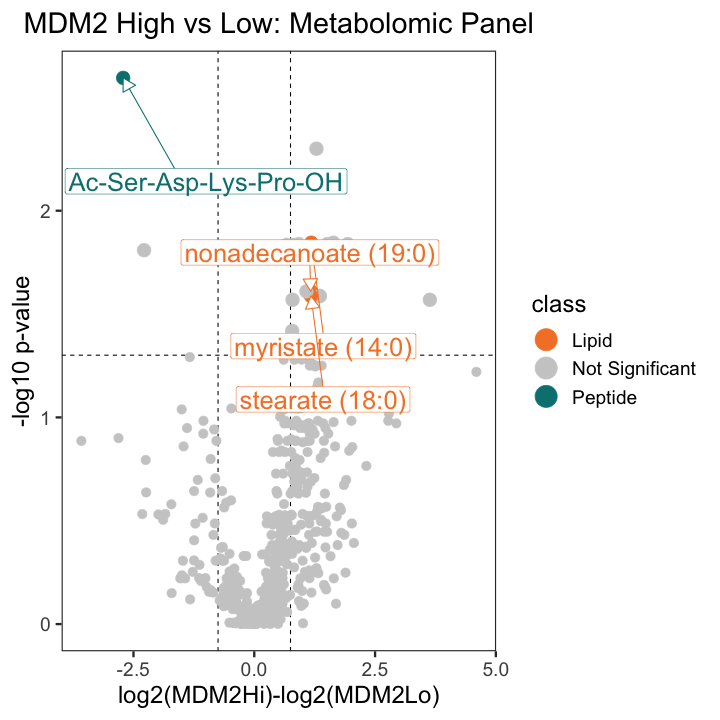 MDM2 High vs Low: Metabolomic Panel
Ac-Ser-Asp-Lys-Pro-OH
2
nonadecanoate (19:0)
class
-log10 p-value
Lipid
myristate (14:0)
Not Significant
stearate (18:0)
Peptide
1
0
-2.5 0.0 2.5 5.0
log2(MDM2Hi)-log2(MDM2Lo)